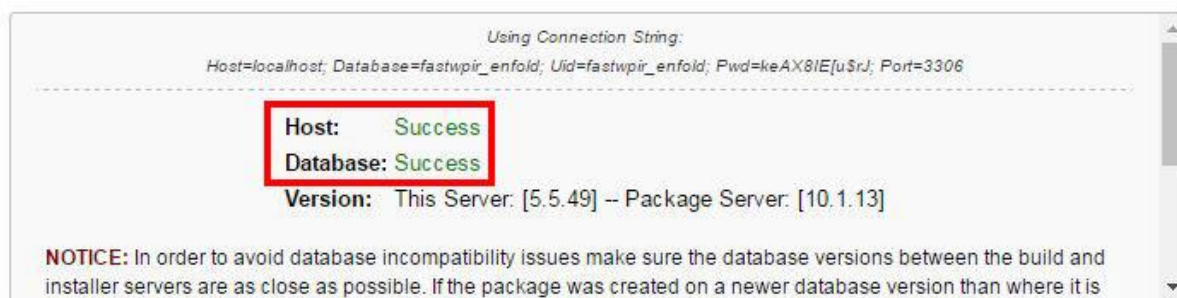 Using Connection String:
Host=localhost; Database=fastwpir_enfold; Uid=fastwpir_enfold; Pwd=keAX8IE[u$rJ; Port=3306
Host: Success
Database: Success
Version: This Server: [5.5.49] -- Package Server: [10.1.13]
NOTICE: In order to avoid database incompatibility issues make sure the database versions between the build and
installer servers are as close as possible. If the package was created on a newer database version than where it is